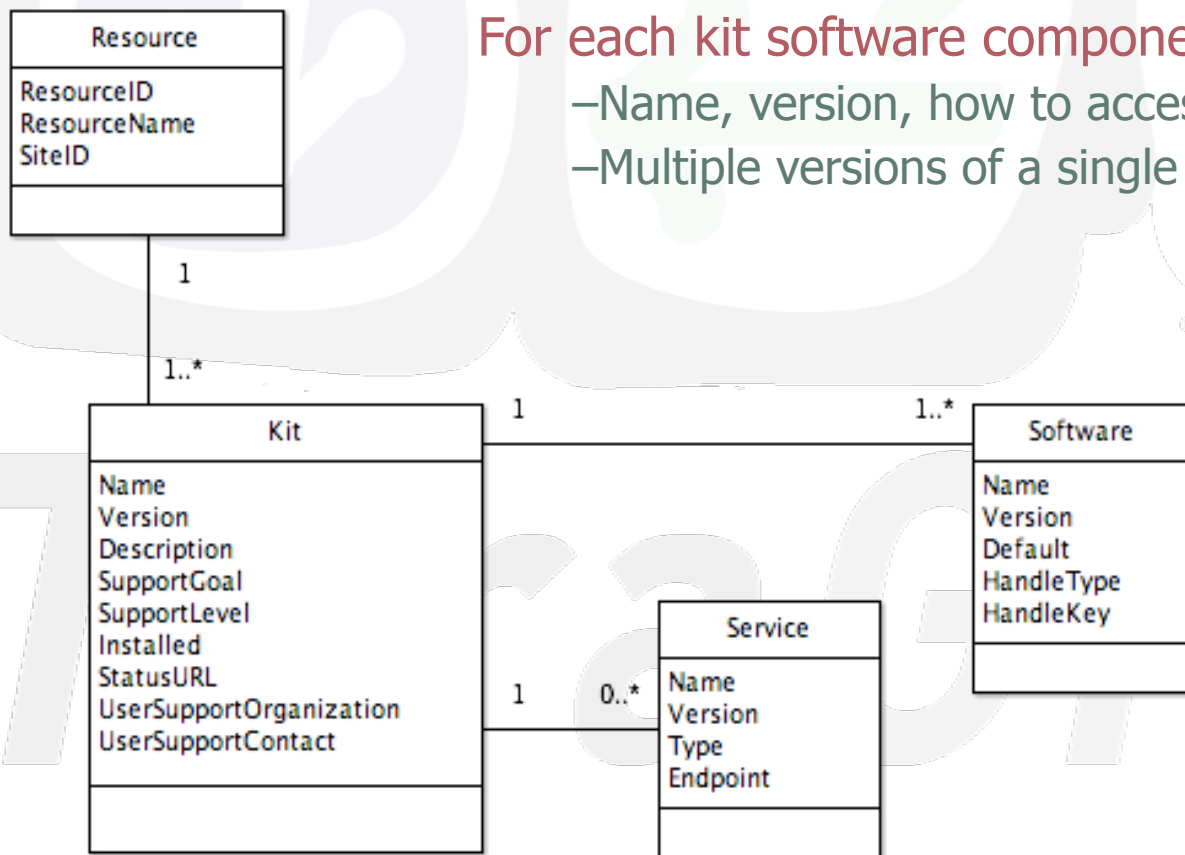 Resource
ResourceID
ResourceName
SiteID
For each kit software
–Name, version, how to
–Multiple versions of a single
1
1..*
Kit
Name
Version
Description
SupportGoal
SupportLevel
Installed
StatusURL
UserSupportOrganization
UserSupportContact
1
1..*
Software
Name
Version
Default
HandleType
HandleKey
1
0..*
Service
Name
Version
Type
Endpoint